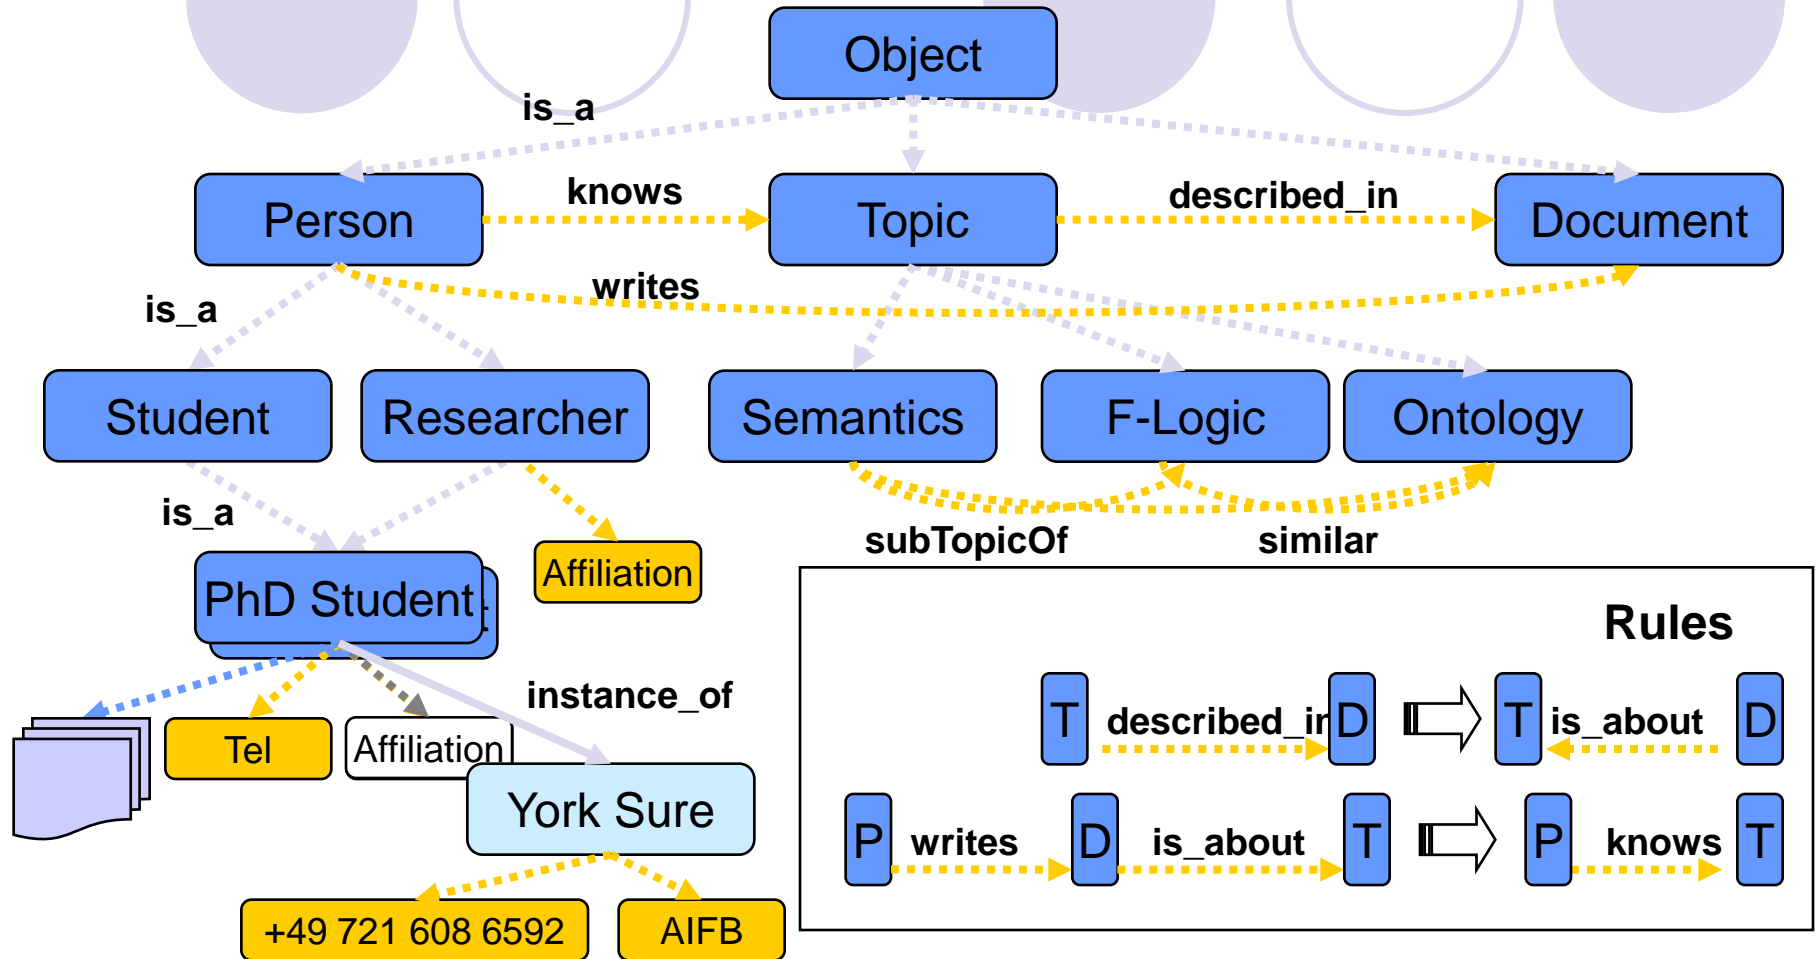 Object
is_a
Person
knows
Topic
described_in
Document
writes
is_a
Student
Researcher
Semantics
F-Logic
Ontology
is_a
subTopicOf
similar
PhD Student
Affiliation
Rules
instance_of
Tel
Affiliation
T described_in D T is_about D
York Sure
P writes D is_about T P knows T
+49 721 608 6592
AIFB